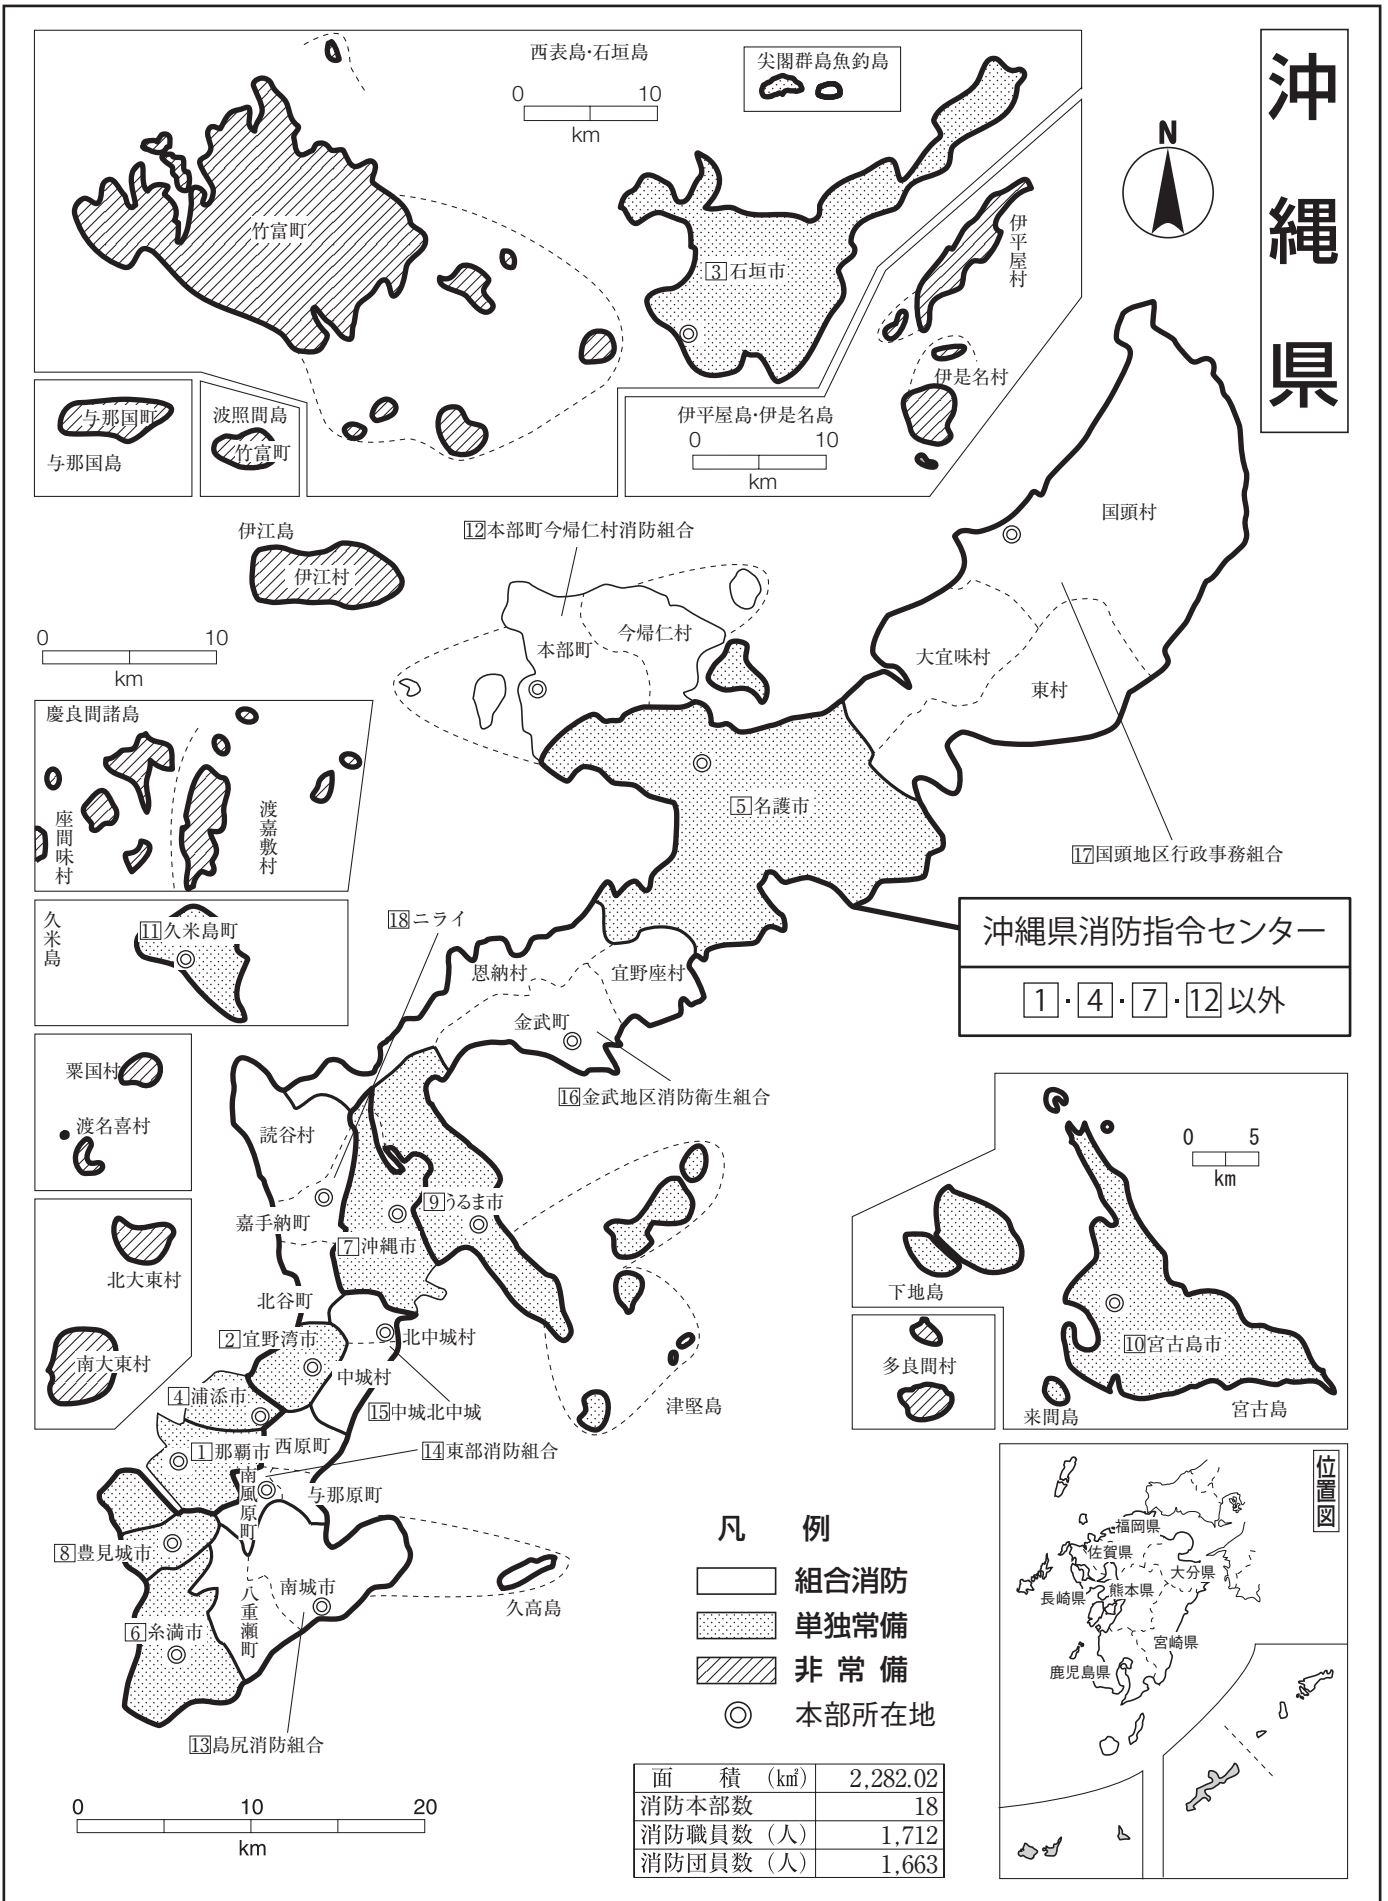 沖縄県
西表島・石垣島
0 10
km
尖閣群島魚釣島
N
竹富町
3 石垣市
伊平屋村
伊是名村
与那国町
与那国島
波照間島
竹富町
伊平屋島・伊是名島
0 10
km
伊江島
伊江村
12 本部町今帰仁村消防組合
国頭村
今帰仁村
本部町
大宜味村
東村
0 10
km
慶良間諸島
座間味村
渡嘉敷村
5 名護市
17 国頭地区行政事務組合
久米島
11 久米島町
18 ニライ
沖縄県消防指令センター
1・4・7・12以外
恩納村
宜野座村
金武町
16 金武地区消防衛生組合
粟国村
渡名喜村
読谷村
嘉手納町
9 うるま市
7 沖縄市
0 5
km
下地島
北大東村
南大東村
北谷町
2 宜野湾市
北中城村
中城村
4 浦添市
15 中城北中城
津堅島
多良間村
10 宮古島市
来間島
宮古島
1 那覇市
西原町
14 東部消防組合
南風原町
与那原町
8 豊見城市
南城市
八重瀬町
久高島
6 糸満市
13 島尻消防組合
0 10 20
km
凡 例
組合消防
単独常備
非常備
本部所在地
面 積 (㎢) 2,282.02
消防本部数 18
消防職員数(人) 1,712
消防団員数(人) 1,663
位置図
福岡県
佐賀県
大分県
長崎県
熊本県
宮崎県
鹿児島県